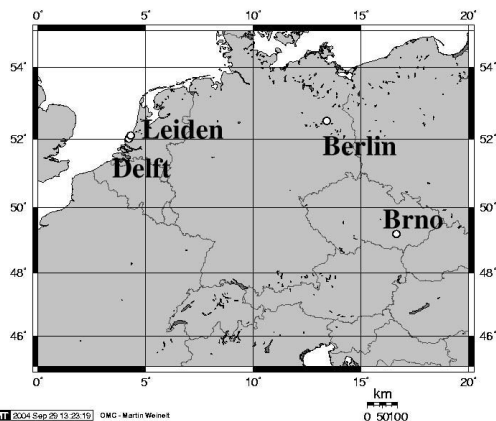 0° 5° 10° 15° 20°
54° 54°
52° 52°
50° 50°
48° 48°
46° 46°
Leiden
Delft
Berlin
Brno
0° 5° 10° 15° 20°
km
0 50100
2004 Sep 29 13:23:19 OMC - Martin Weinelt